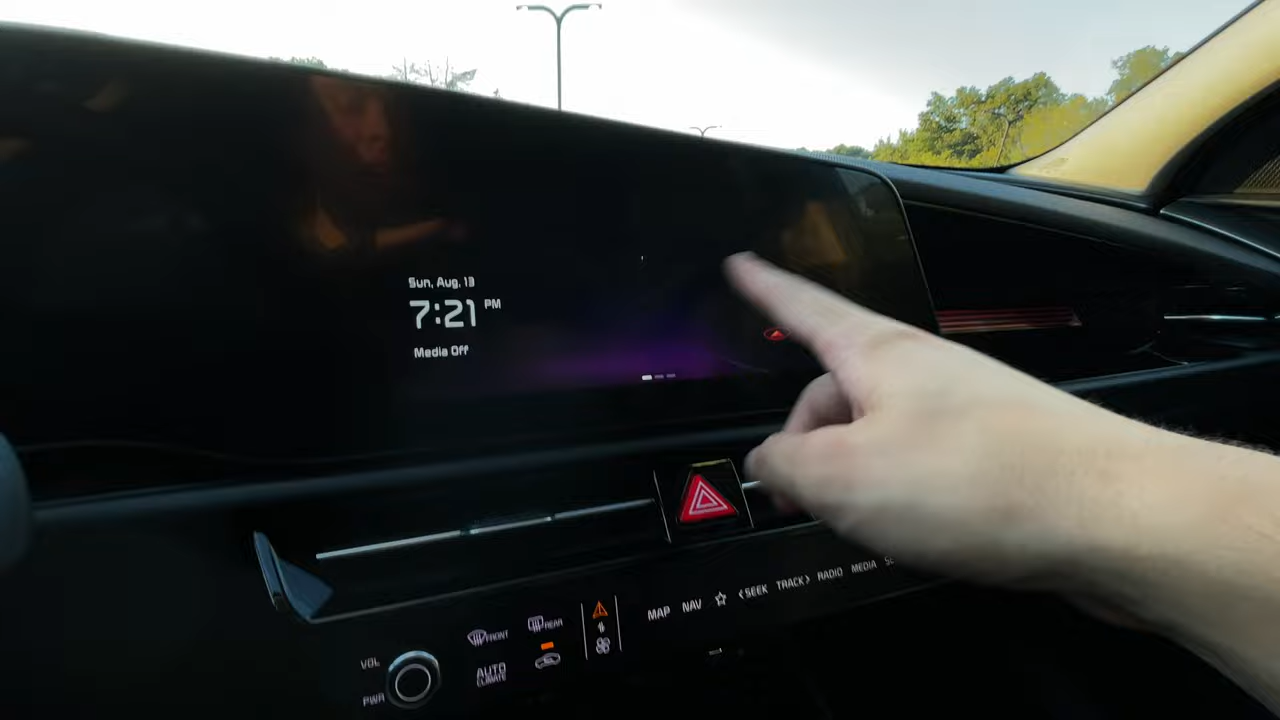 Sun, Aug. 13
7:21 PM
Media Off
MAP NAV ☆ <SEEK TRACK> RADIO MEDIA
FRONT REAR
VOL
AUTO
CLIMATE
PWR